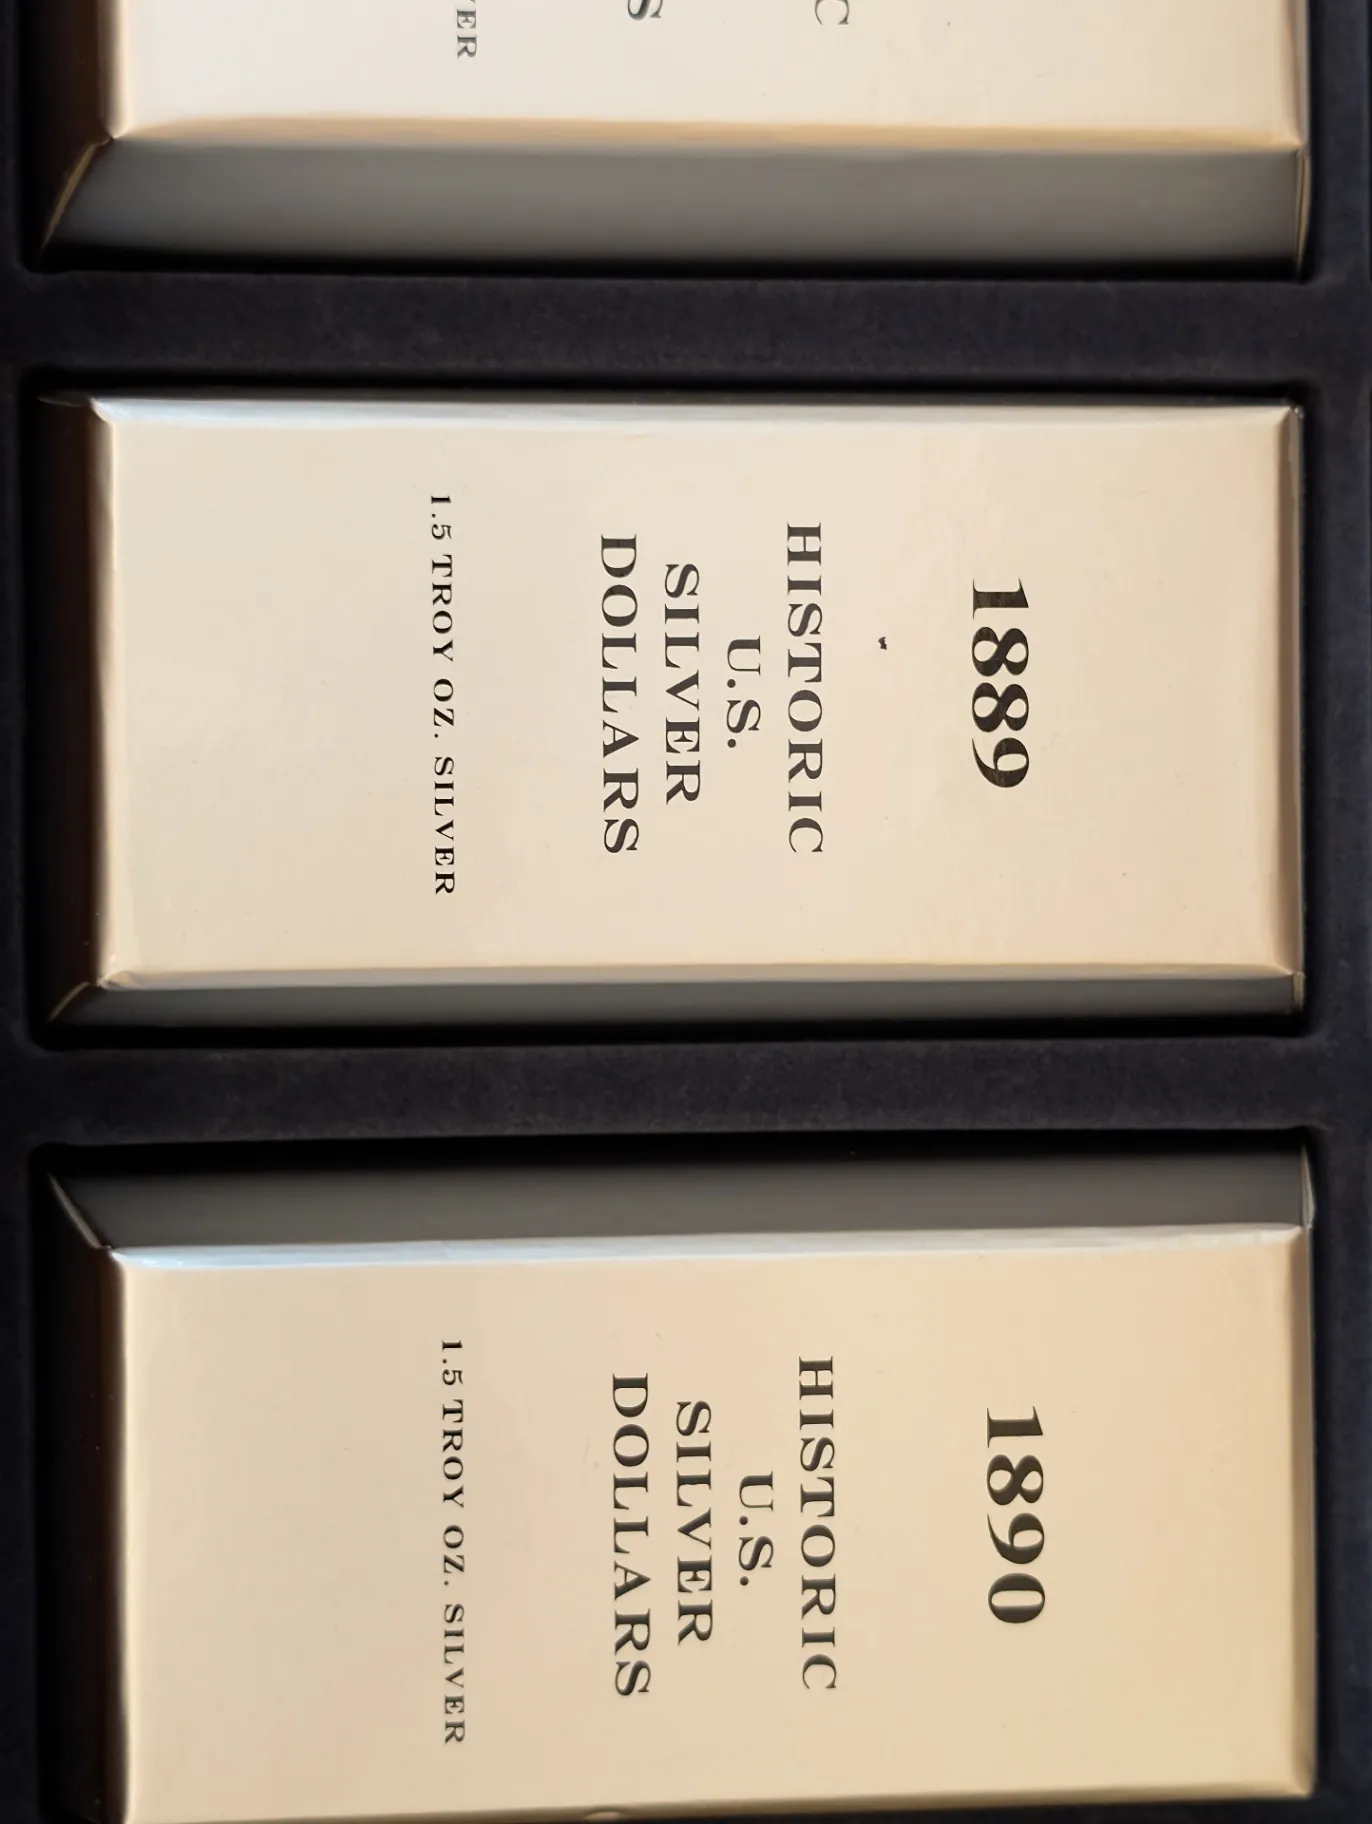 1889
HISTORIC
U.S.
SILVER
DOLLARS
1.5 TROY OZ. SILVER
1890
HISTORIC
U.S.
SILVER
DOLLARS
1.5 TROY OZ. SILVER